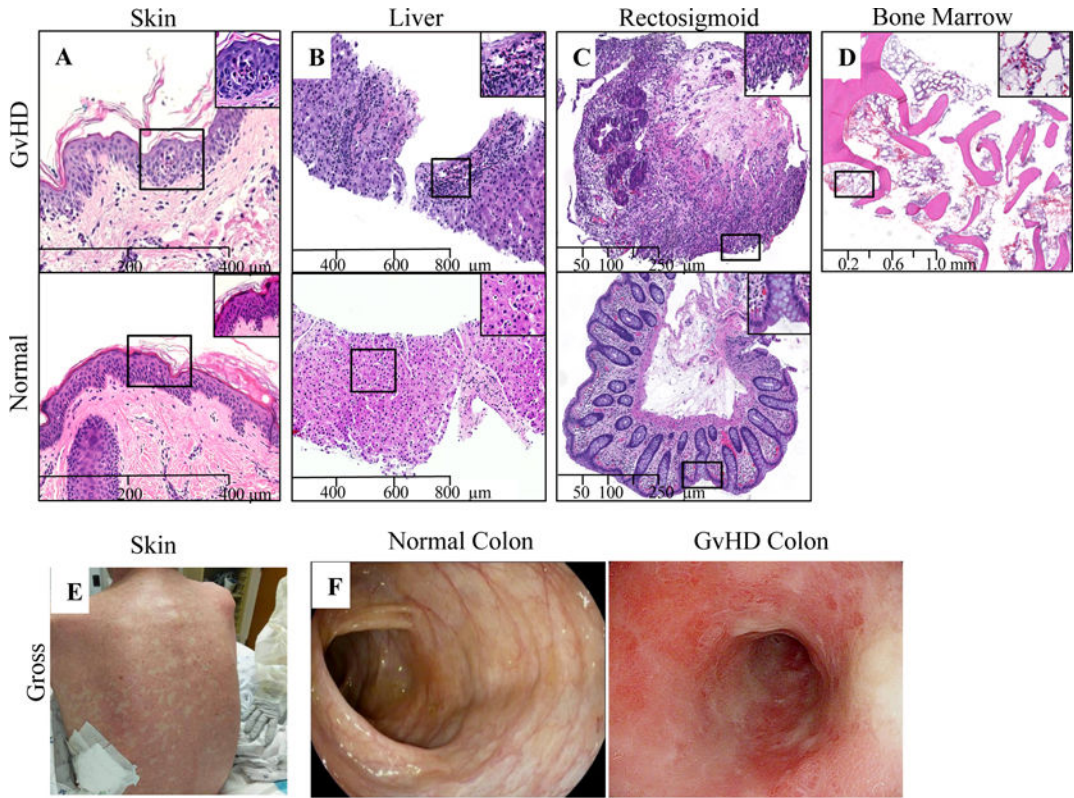 Skin Liver Rectosigmoid Bone Marrow
GvHD
A B C D
200 400 µm
400 600 800 µm
50 100 250 µm
0.2 0.6 1.0 mm
Normal
200 400 µm
400 600 800 µm
50 100 250 µm
Skin Normal Colon GvHD Colon
Gross
E F